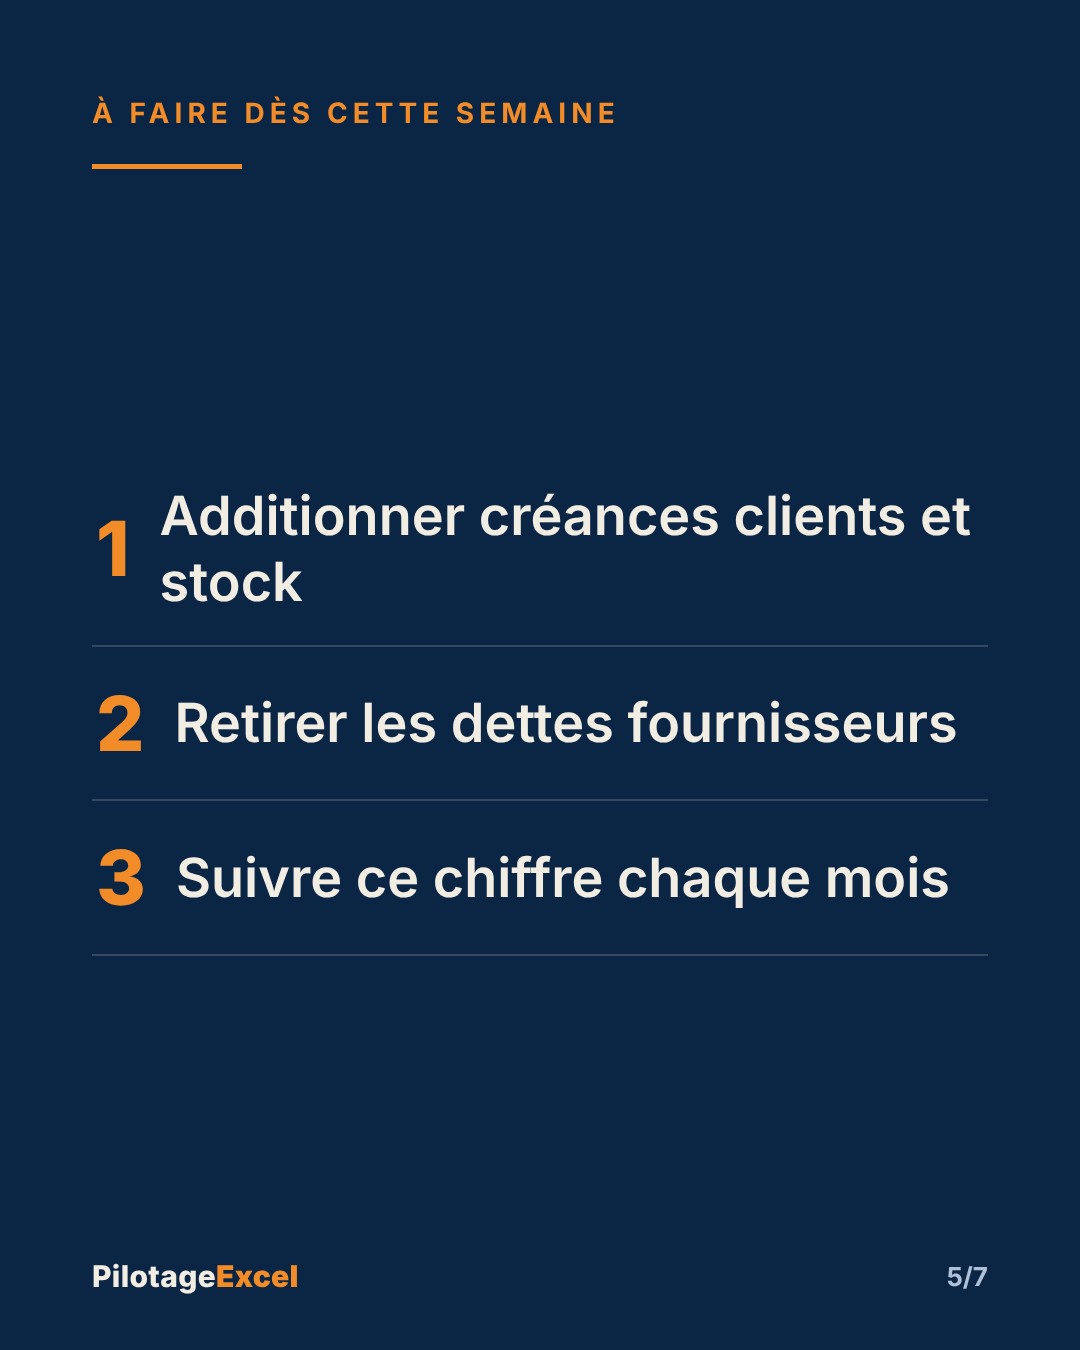 À FAIRE DÈS CETTE SEMAINE
1 Additionner créances clients et
stock
2 Retirer les dettes fournisseurs
3 Suivre ce chiffre chaque mois
PilotageExcel
5/7